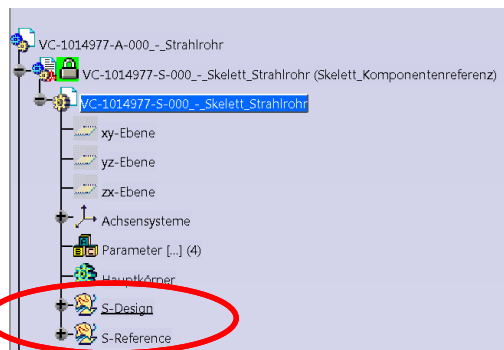 VC-1014977-A-000_-_Strahlrohr
VC-1014977-S-000_-_Skelett_Strahlrohr (Skelett_Komponentenreferenz)
VC-1014977-S-000_-_Skelett_Strahlrohr
xy-Ebene
yz-Ebene
zx-Ebene
Achsensysteme
Parameter [...] (4)
Hauptkörper
S-Design
S-Reference